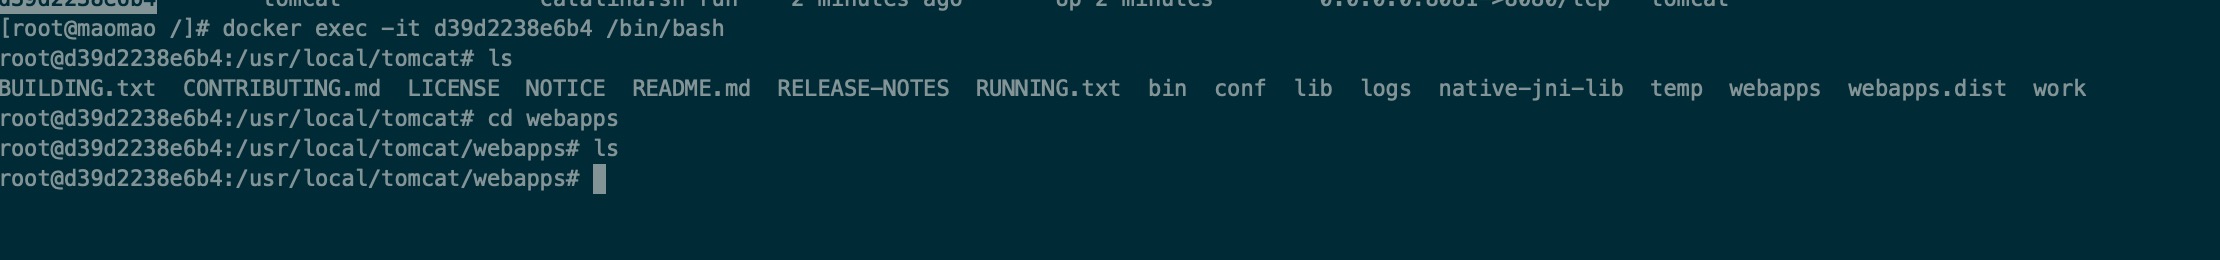 d39d2238e6b4 tomcat "catalina.sh run" 2 minutes ago Up 2 minutes 0.0.0.0:8081->8080/tcp tomcat
[root@maomao /]# docker exec -it d39d2238e6b4 /bin/bash
root@d39d2238e6b4:/usr/local/tomcat# ls
BUILDING.txt CONTRIBUTING.md LICENSE NOTICE README.md RELEASE-NOTES RUNNING.txt bin conf lib logs native-jni-lib temp webapps webapps.dist work
root@d39d2238e6b4:/usr/local/tomcat# cd webapps
root@d39d2238e6b4:/usr/local/tomcat/webapps# ls
root@d39d2238e6b4:/usr/local/tomcat/webapps#